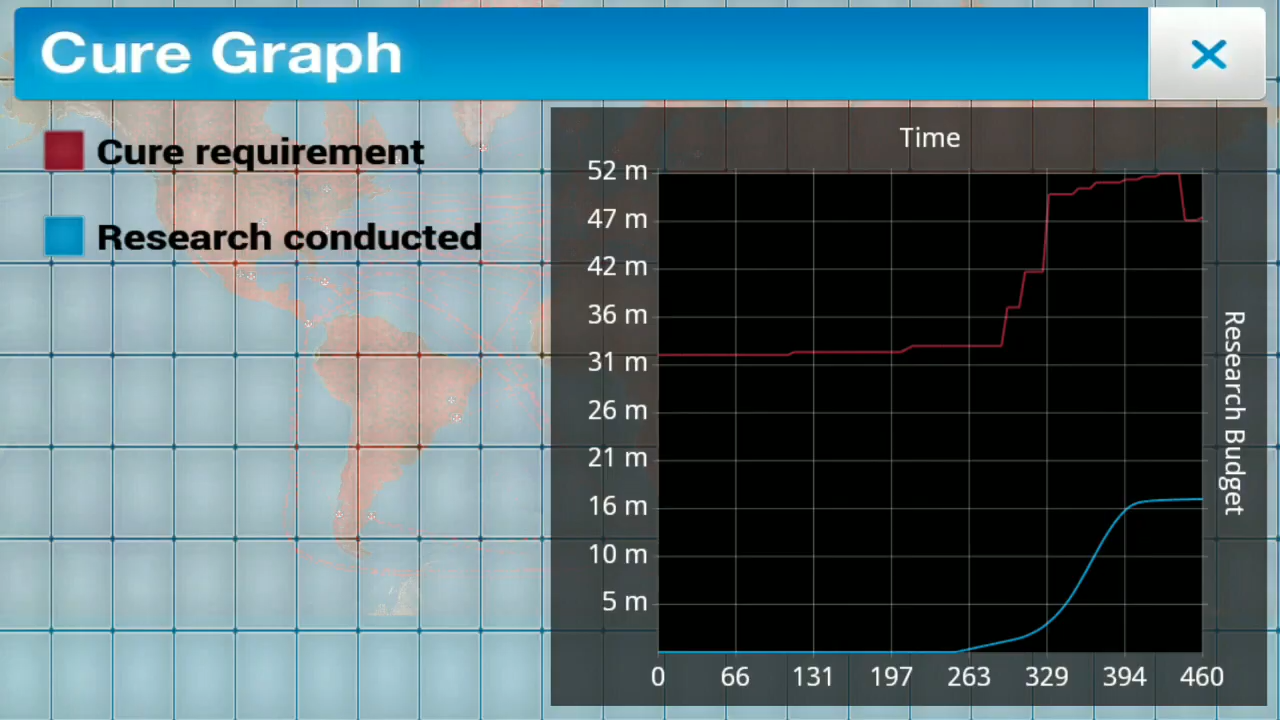 Cure Graph
Cure requirement
Research conducted
Time
52 m
47 m
42 m
36 m
31 m
26 m
21 m
16 m
10 m
5 m
0 66 131 197 263 329 394 460
Research Budget